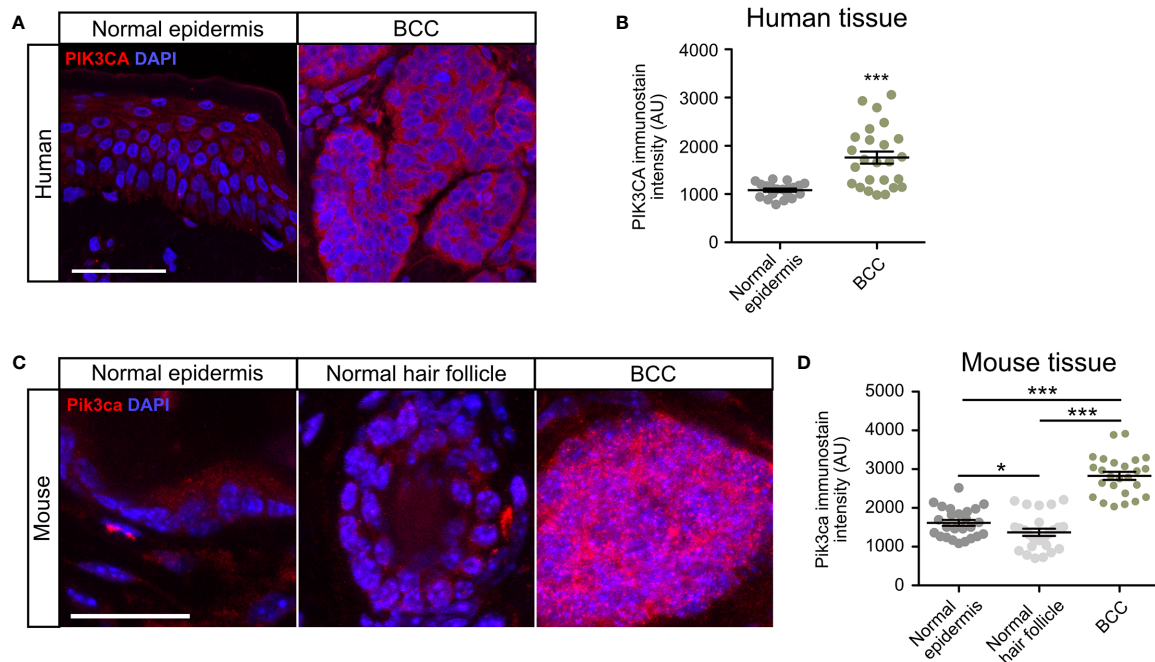 A
Normal epidermis
BCC
Human
PIK3CA DAPI
B
Human tissue
PIK3CA immunostain
intensity (AU)
4000
3000
2000
1000
0
***
Normal
epidermis
BCC
C
Normal epidermis
Normal hair follicle
BCC
Mouse
Pik3ca DAPI
D
Mouse tissue
Pik3ca immunostain
intensity (AU)
5000
4000
3000
2000
1000
0
***
***
*
Normal
epidermis
Normal
hair follicle
BCC